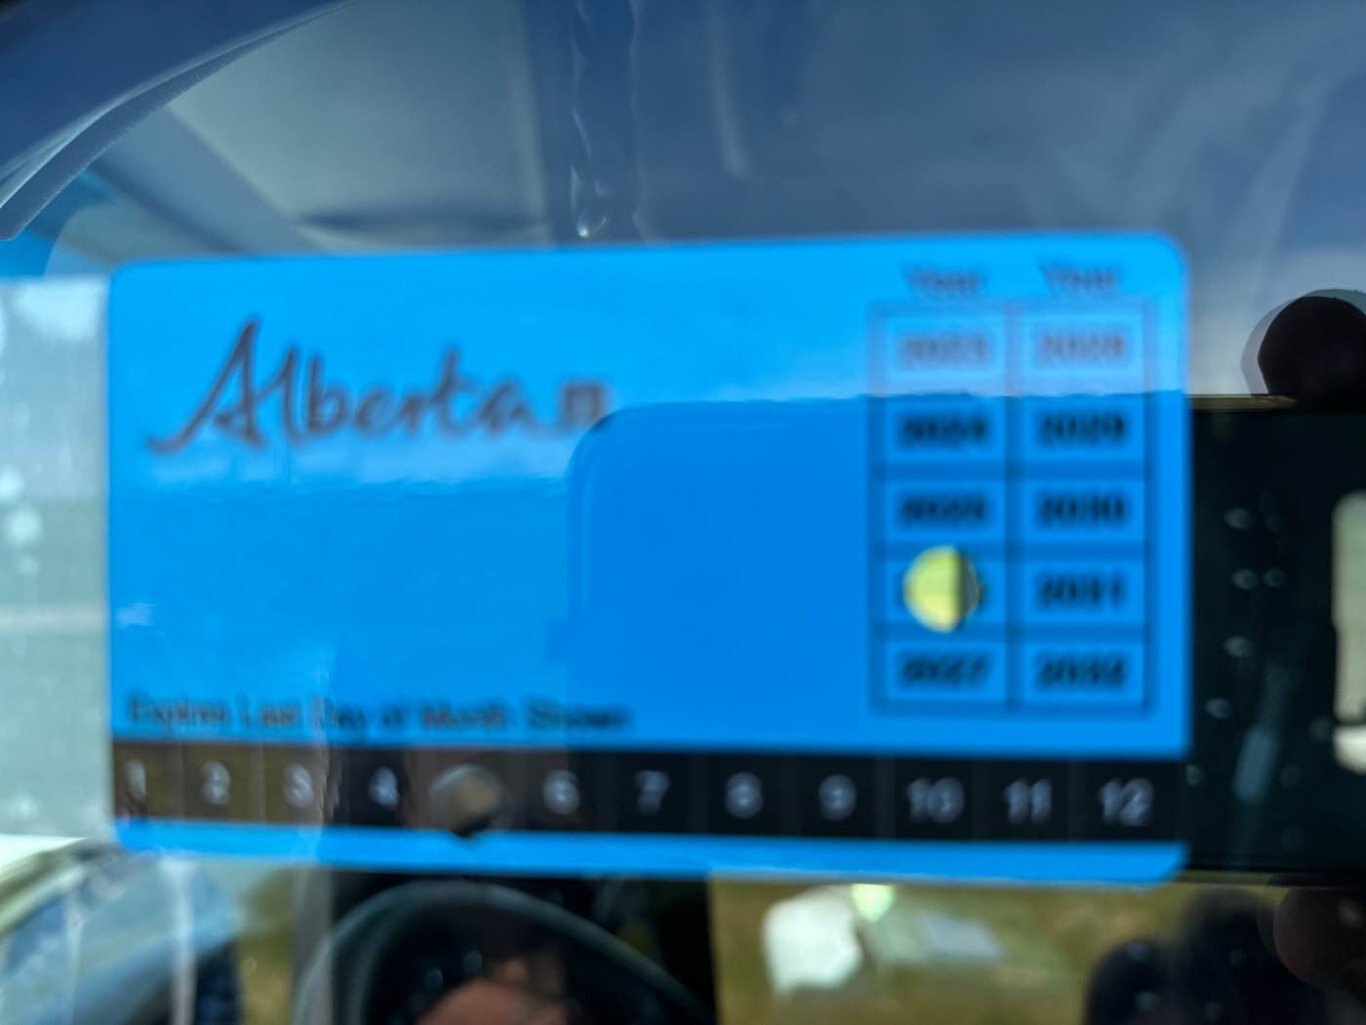 Alberta
Year Year
2023 2028
2024 2029
2025 2030
2031
2027 2032
Expires Last Day of Month Shown
1 2 3 4 6 7 8 9 10 11 12